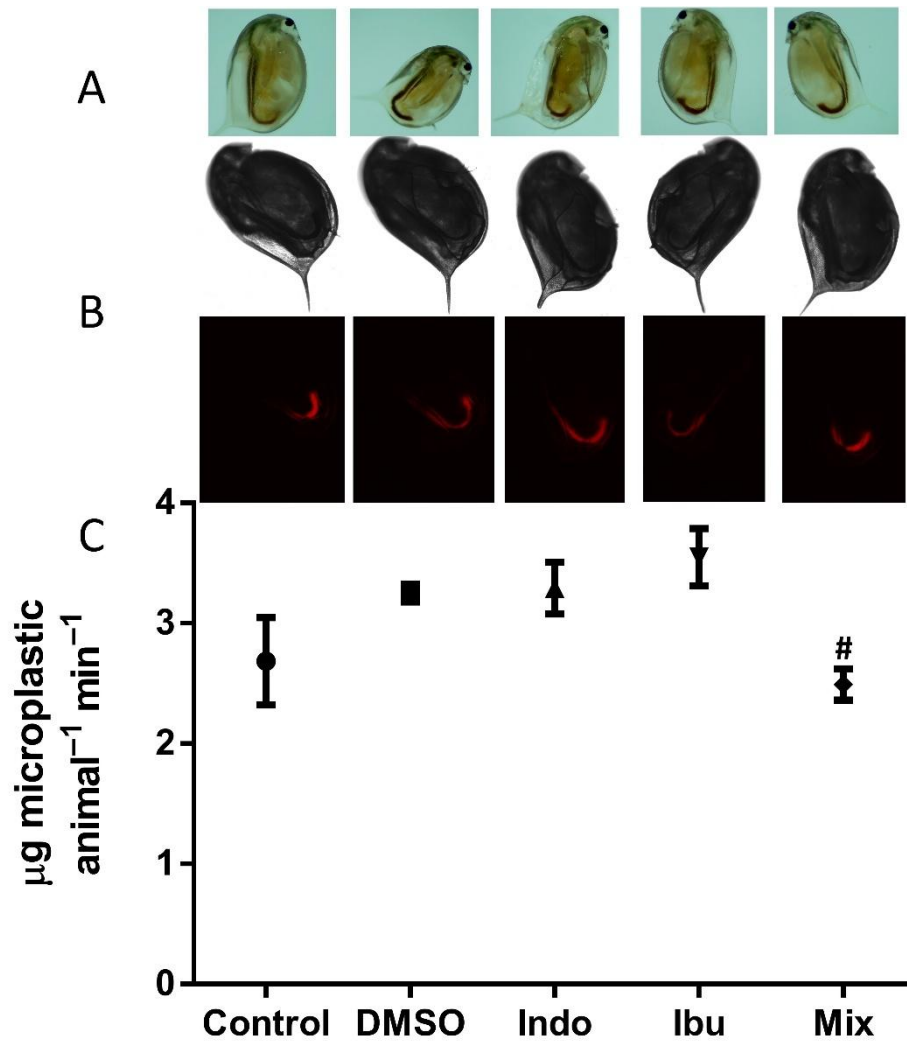 A
B
C
4
3
2
1
0
µg microplastic
animal⁻¹ min⁻¹
#
Control DMSO Indo Ibu Mix